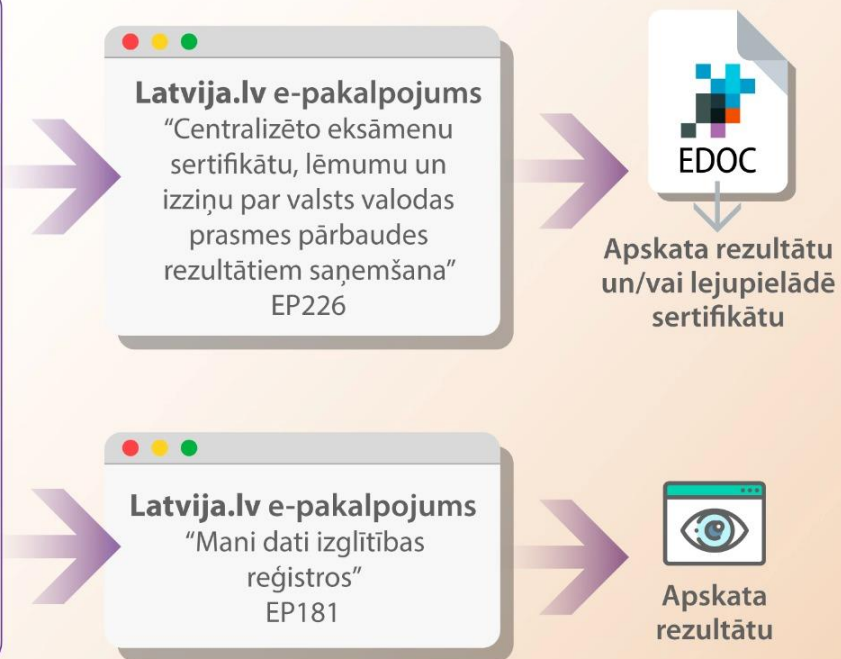 Latvija.lv e-pakalpojums
“Centralizēto eksāmenu
sertifikātu, lēmumu un
izziņu par valsts valodas
prasmes pārbaudes
rezultātiem saņemšana”
EP226
EDOC
Apskata rezultātu
un/vai lejupielādē
sertifikātu
Latvija.lv e-pakalpojums
“Mani dati izglītības
reģistros”
EP181
Apskata
rezultātu